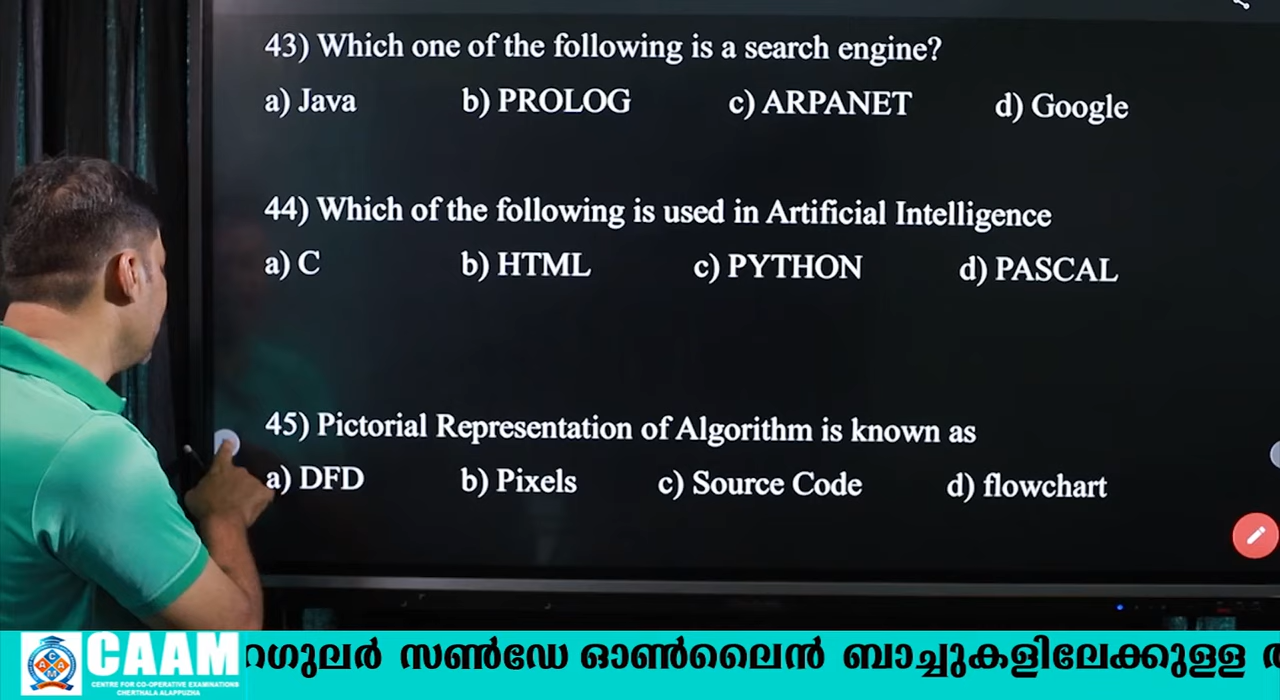 43) Which one of the following is a search engine?
a) Java b) PROLOG c) ARPANET d) Google
44) Which of the following is used in Artificial Intelligence
a) C b) HTML c) PYTHON d) PASCAL
45) Pictorial Representation of Algorithm is known as
a) DFD b) Pixels c) Source Code d) flowchart
CAAM
CENTRE FOR CO-OPERATIVE EXAMINATIONS
CHERTHALA ALAPPUZHA
റഗുലർ സൺഡേ ഓൺലൈൻ ബാച്ചുകളിലേക്കുളള